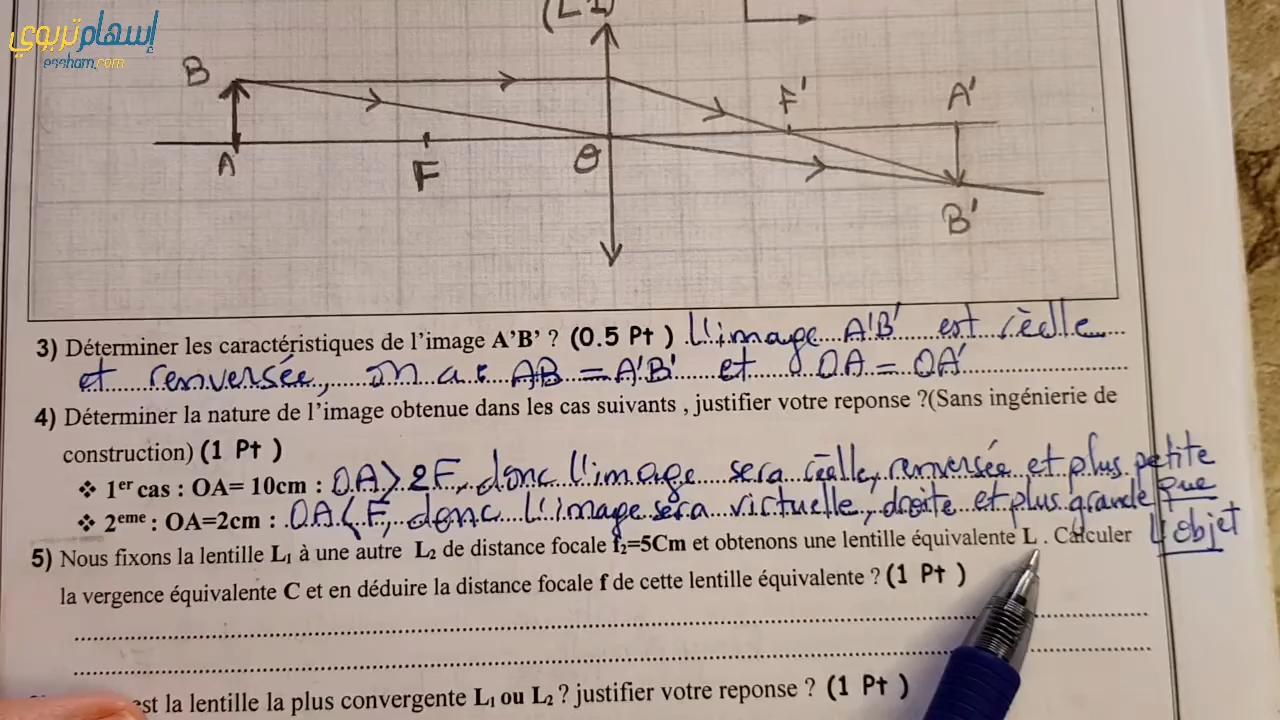 إسهام تربوي
essham.com
B
F'
A'
A
F
O
B'
3) Déterminer les caractéristiques de l'image A'B' ? (0.5 Pt ) L'image A'B' est réelle
et renversée, on a : AB = A'B' et OA = OA'
4) Déterminer la nature de l'image obtenue dans les cas suivants , justifier votre reponse ?(Sans ingénierie de
construction) (1 Pt )
❖ 1er cas : OA= 10cm : OA > 2F, donc l'image sera réelle, renversée et plus petite que
❖ 2eme : OA=2cm : OA < F, donc l'image sera virtuelle, droite et plus grande
l'objet
5) Nous fixons la lentille L₁ à une autre L₂ de distance focale f₂=5Cm et obtenons une lentille équivalente L . Calculer
la vergence équivalente C et en déduire la distance focale f de cette lentille équivalente ? (1 Pt )
est la lentille la plus convergente L₁ ou L₂ ? justifier votre reponse ? (1 Pt )